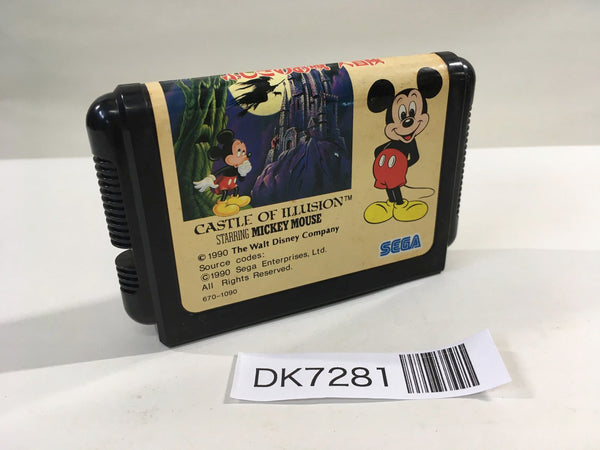 CASTLE OF ILLUSION™
STARRING MICKEY MOUSE
© 1990 The Walt Disney Company
Source codes:
© 1990 Sega Enterprises, Ltd.
All Rights Reserved.
670-1090
SEGA
DK7281